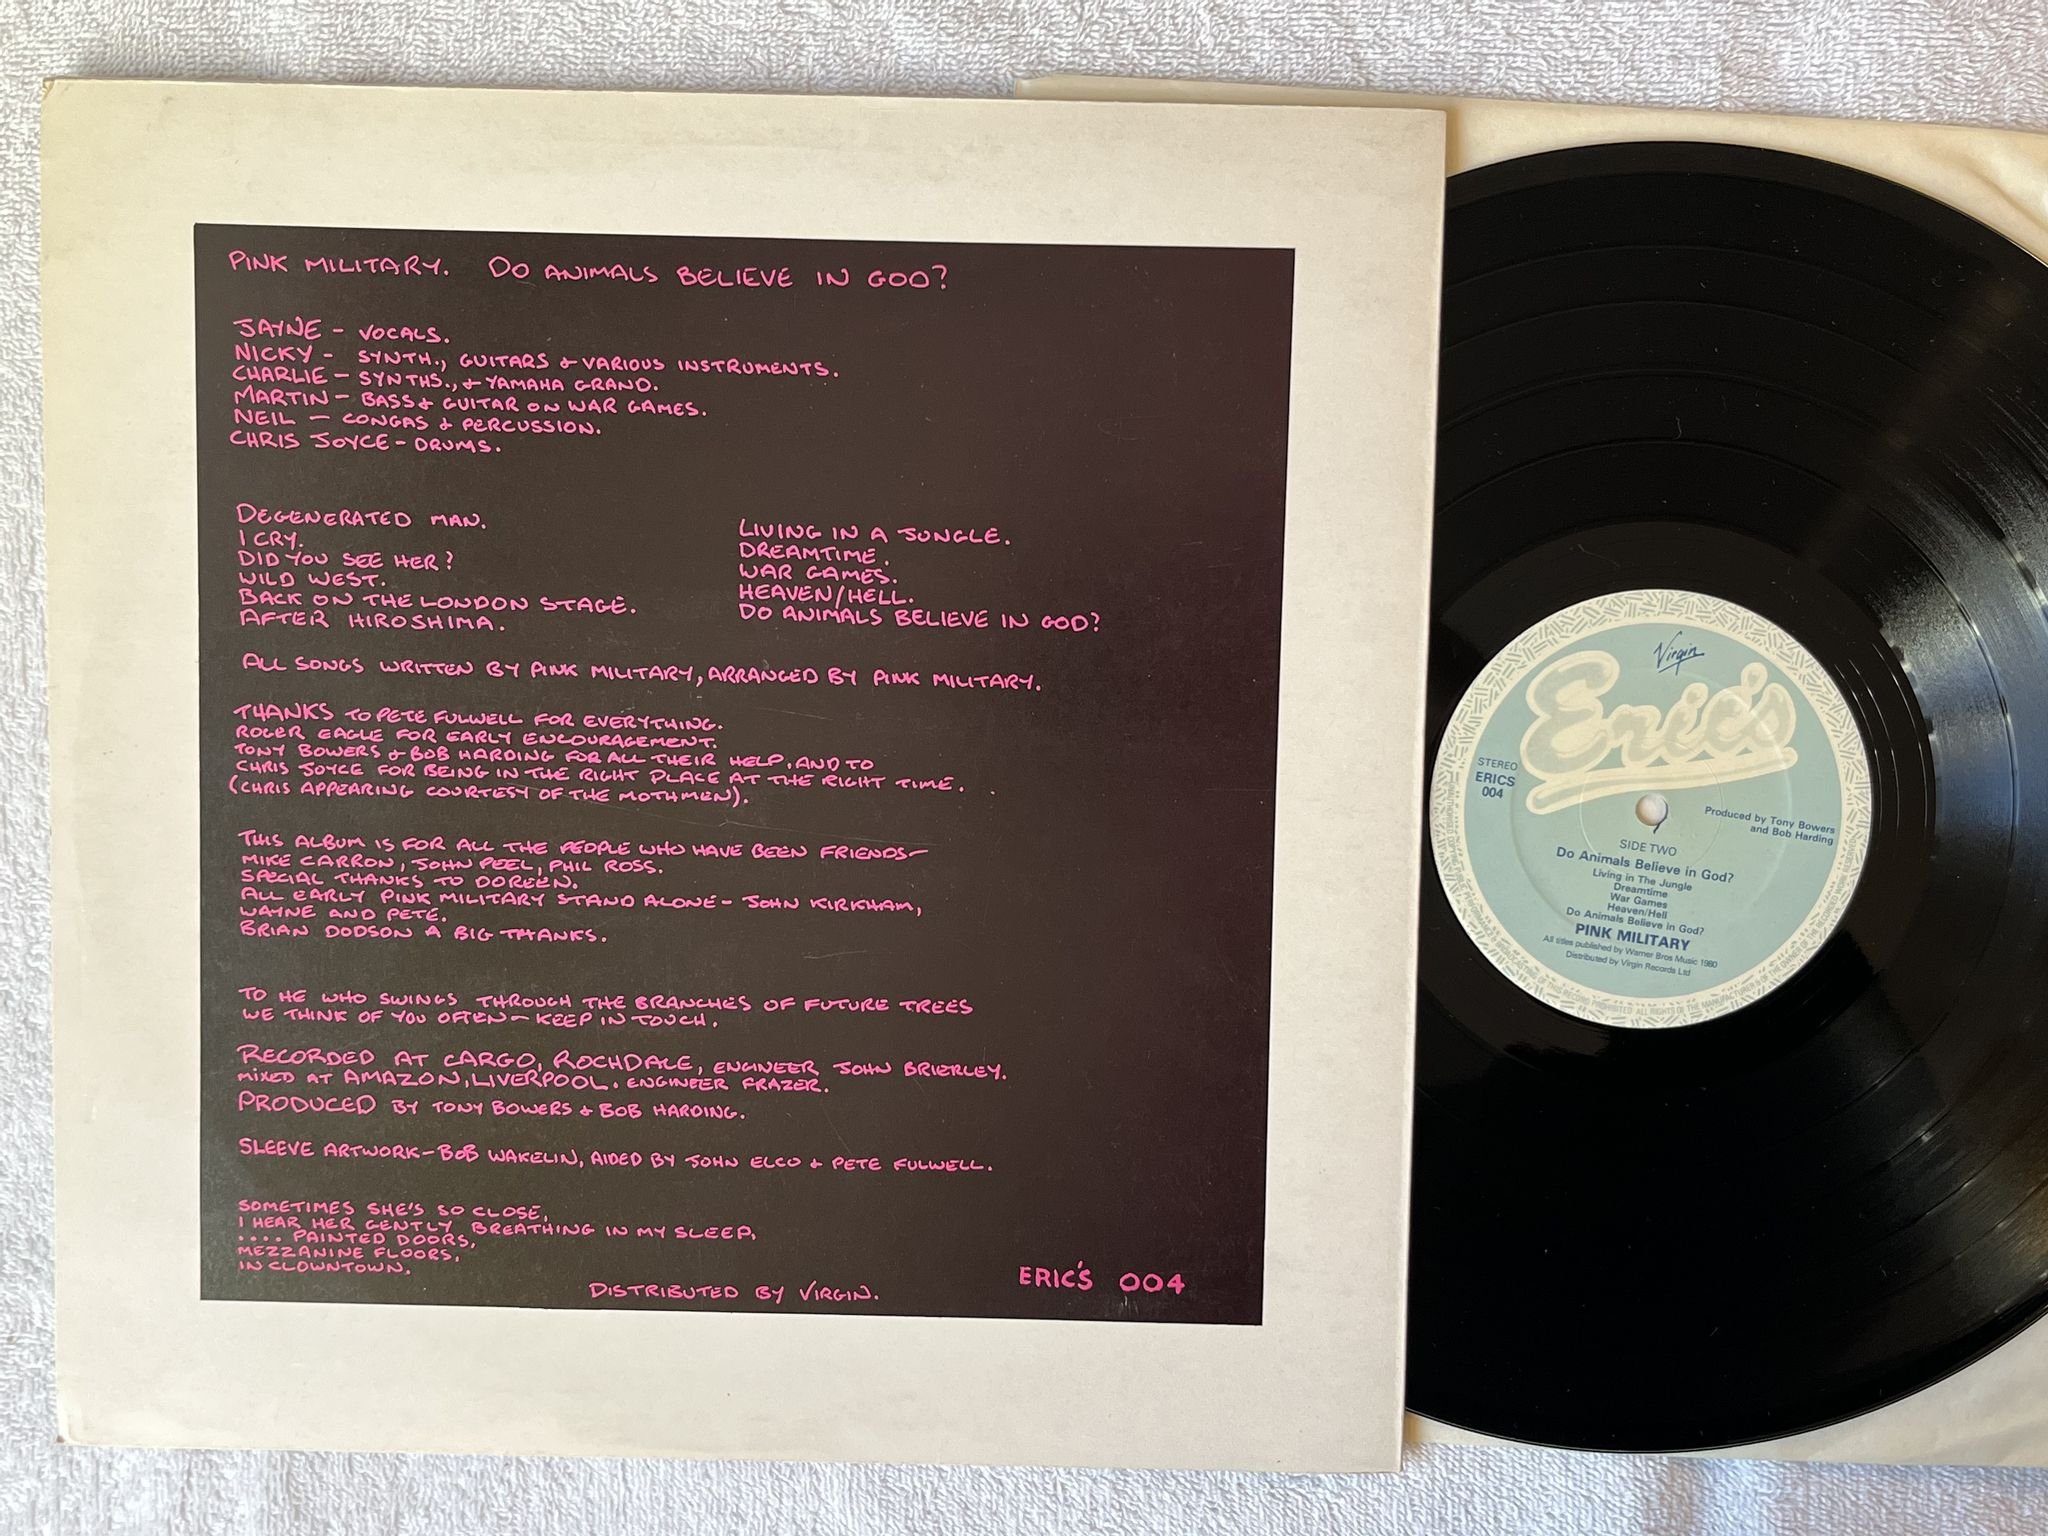 PINK MILITARY. DO ANIMALS BELIEVE IN GOD?
JAYNE - VOCALS.
NICKY - SYNTH., GUITARS & VARIOUS INSTRUMENTS.
CHARLIE - SYNTHS., & YAMAHA GRAND.
MARTIN - BASS & GUITAR ON WAR GAMES.
NEIL - CONGAS & PERCUSSION.
CHRIS JOYCE - DRUMS.
DEGENERATED MAN.
I CRY.
DID YOU SEE HER?
WILD WEST.
BACK ON THE LONDON STAGE.
AFTER HIROSHIMA.
LIVING IN A JUNGLE.
DREAMTIME.
WAR GAMES.
HEAVEN/HELL.
DO ANIMALS BELIEVE IN GOD?
ALL SONGS WRITTEN BY PINK MILITARY, ARRANGED BY PINK MILITARY.
THANKS TO PETE FULWELL FOR EVERYTHING.
ROGER EAGLE FOR EARLY ENCOURAGEMENT.
TONY BOWERS & BOB HARDING FOR ALL THEIR HELP. AND TO
CHRIS JOYCE FOR BEING IN THE RIGHT PLACE AT THE RIGHT TIME.
(CHRIS APPEARING COURTESY OF THE MOTHMEN).
THIS ALBUM IS FOR ALL THE PEOPLE WHO HAVE BEEN FRIENDS-
MIKE CARRON, JOHN PEEL, PHIL ROSS.
SPECIAL THANKS TO DOREEN.
ALL EARLY PINK MILITARY STAND ALONE - JOHN KIRKHAM,
WAYNE AND PETE.
BRIAN DODSON A BIG THANKS.
TO HE WHO SWINGS THROUGH THE BRANCHES OF FUTURE TREES
WE THINK OF YOU OFTEN - KEEP IN TOUCH.
RECORDED AT CARGO, ROCHDALE, ENGINEER JOHN BRIERLEY.
MIXED AT AMAZON, LIVERPOOL. ENGINEER FRAZER.
PRODUCED BY TONY BOWERS & BOB HARDING.
SLEEVE ARTWORK - BOB WAKELIN, AIDED BY JOHN ELCO & PETE FULWELL.
SOMETIMES SHE'S SO CLOSE,
I HEAR HER GENTLY BREATHING IN MY SLEEP,
.... PAINTED DOORS,
MEZZANINE FLOORS,
IN CLOWNTOWN.
DISTRIBUTED BY VIRGIN.
ERIC'S 004
Virgin
Eric's
STEREO
ERICS
004
Produced by Tony Bowers
and Bob Harding
SIDE TWO
Do Animals Believe in God?
Living in The Jungle
Dreamtime
War Games
Heaven/Hell
Do Animals Believe in God?
PINK MILITARY
All titles published by Warner Bros Music 1980
Distributed by Virgin Records Ltd